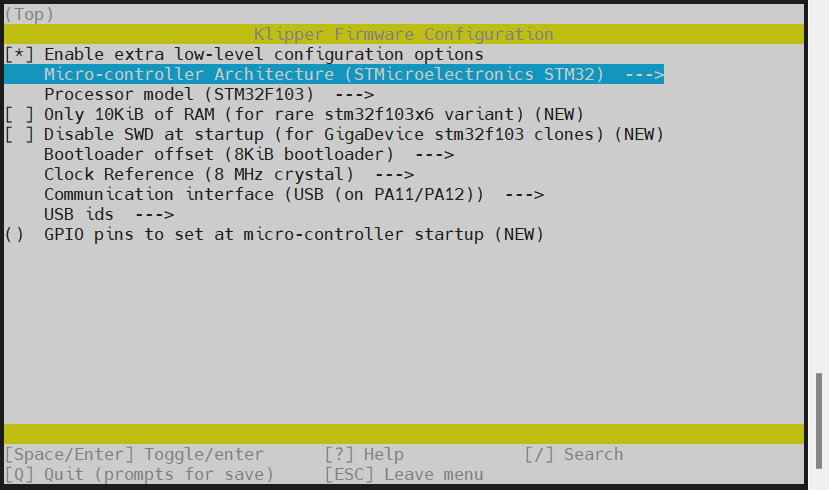 (Top)
Klipper Firmware Configuration
[*] Enable extra low-level configuration options
Micro-controller Architecture (STMicroelectronics STM32)  --->
Processor model (STM32F103)  --->
[ ] Only 10KiB of RAM (for rare stm32f103x6 variant) (NEW)
[ ] Disable SWD at startup (for GigaDevice stm32f103 clones) (NEW)
Bootloader offset (8KiB bootloader)  --->
Clock Reference (8 MHz crystal)  --->
Communication interface (USB (on PA11/PA12))  --->
USB ids  --->
()  GPIO pins to set at micro-controller startup (NEW)
[Space/Enter] Toggle/enter      [?] Help            [/] Search
[Q] Quit (prompts for save)     [ESC] Leave menu